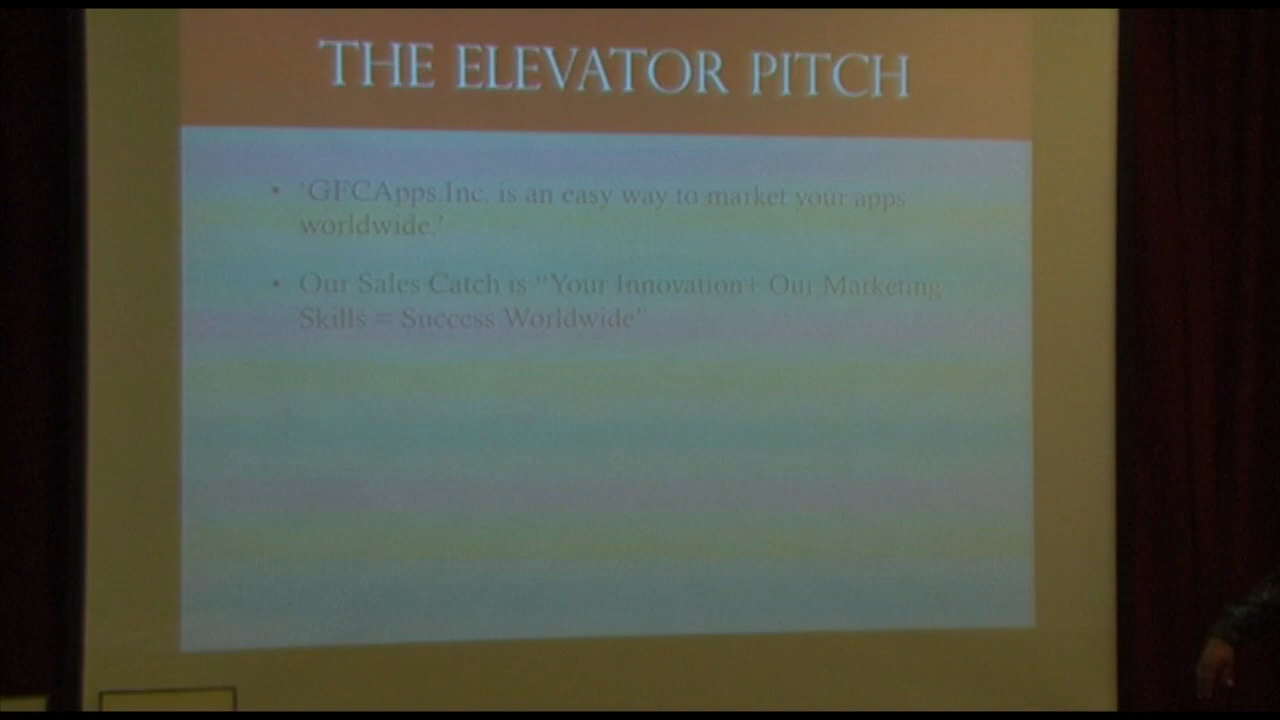 THE ELEVATOR PITCH
• 'GFCApps.Inc. is an easy way to market your apps
worldwide.'
• Our Sales Catch is "Your Innovation+ Our Marketing
Skills = Success Worldwide"